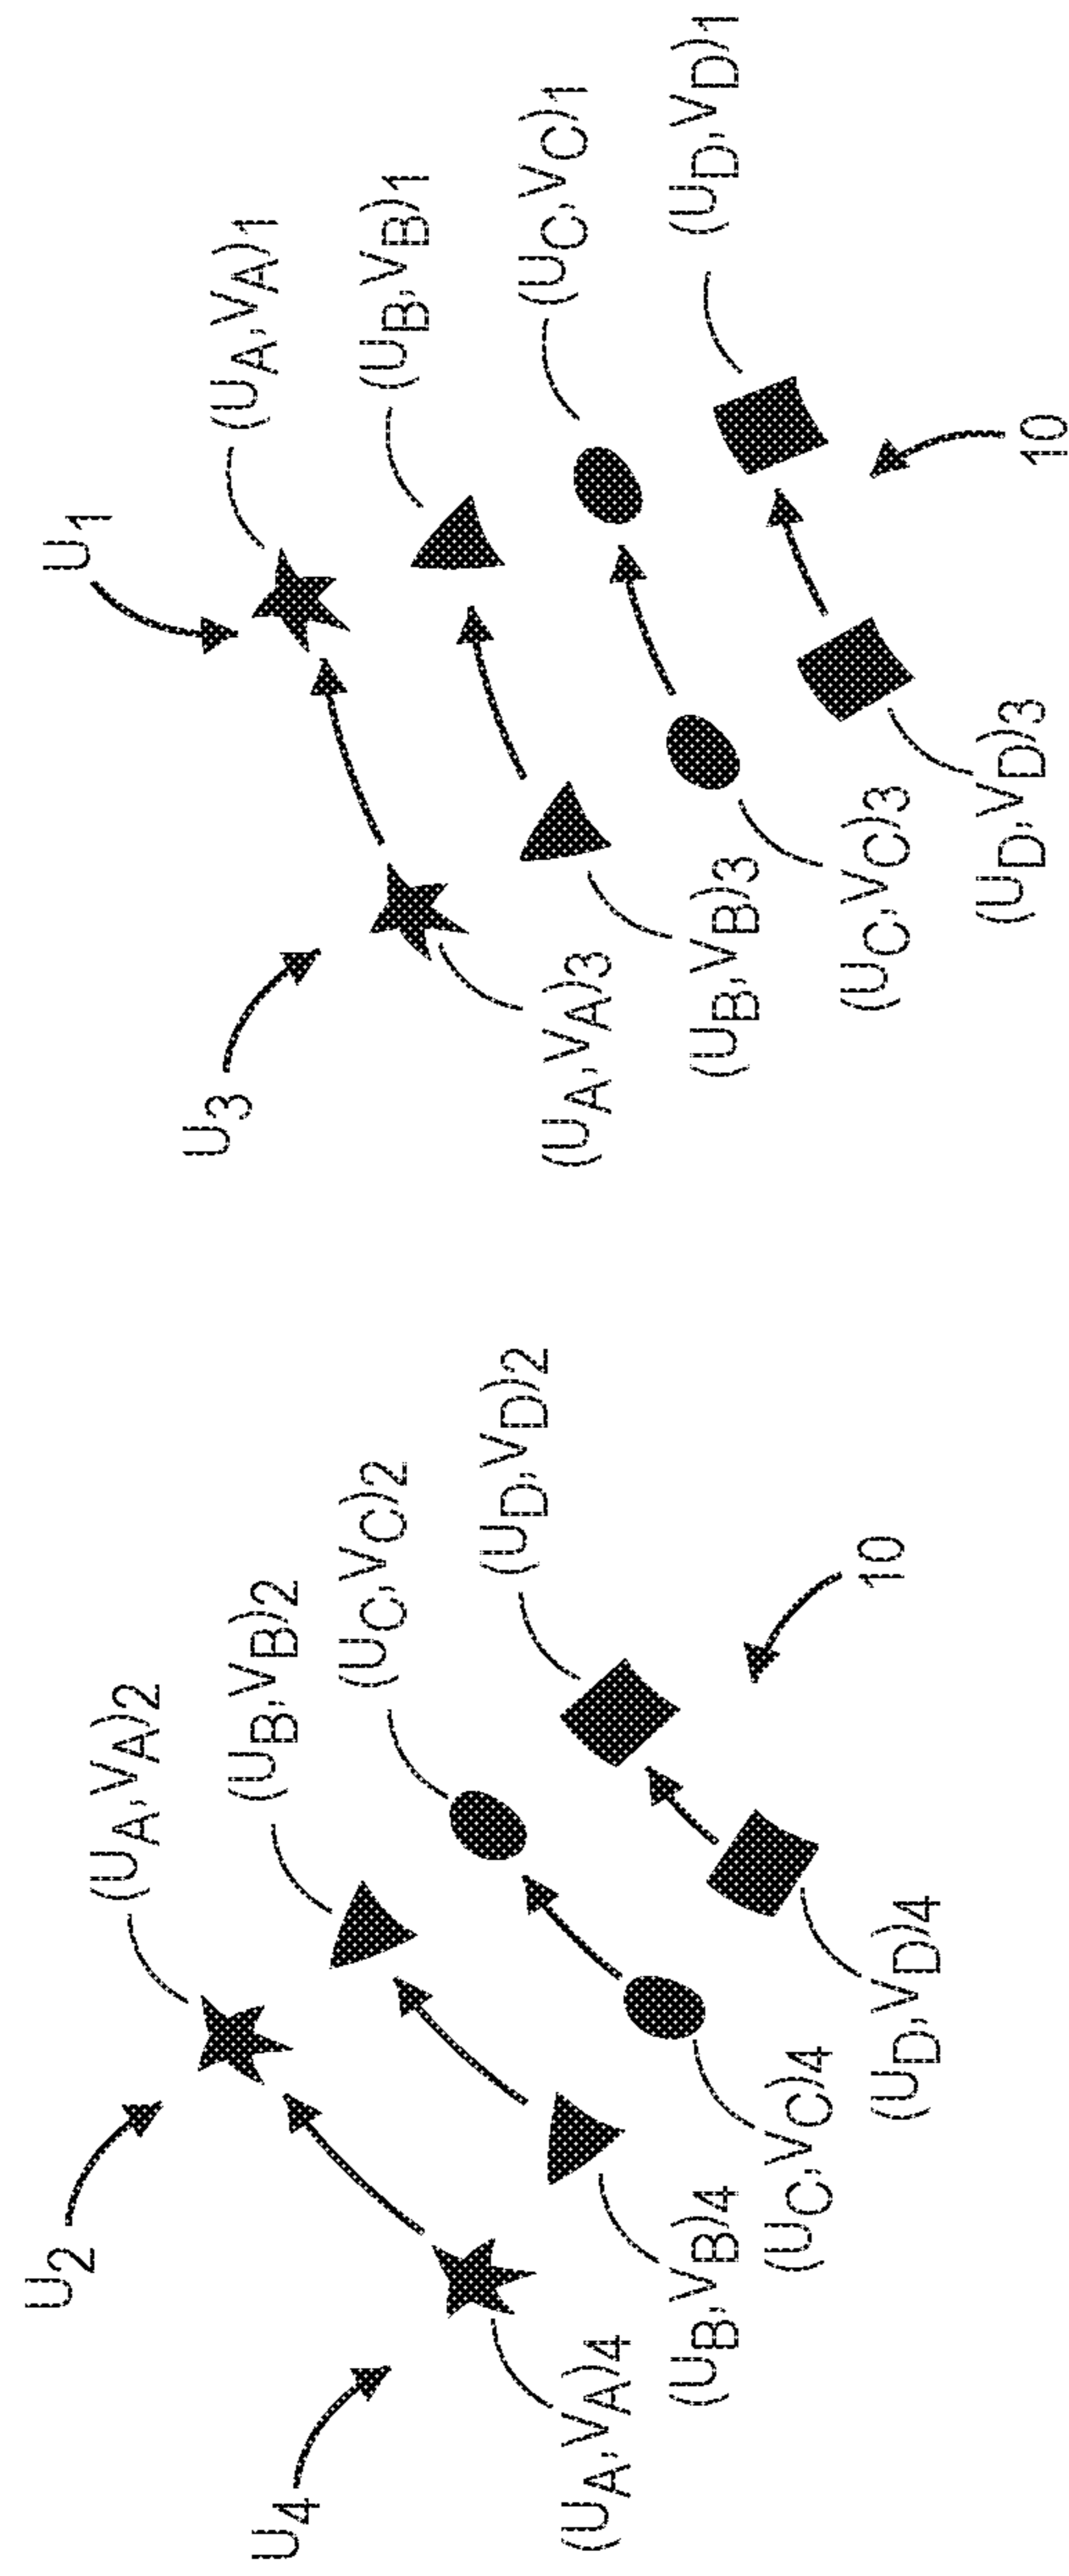 U1
(UA,VA)1
(UB,VB)1
(UC,VC)1
(UD,VD)1
U3
(UA,VA)3
(UB,VB)3
(UC,VC)3
(UD,VD)3
10
U2
(UA,VA)2
(UB,VB)2
(UC,VC)2
(UD,VD)2
U4
(UA,VA)4
(UB,VB)4
(UC,VC)4
(UD,VD)4
10